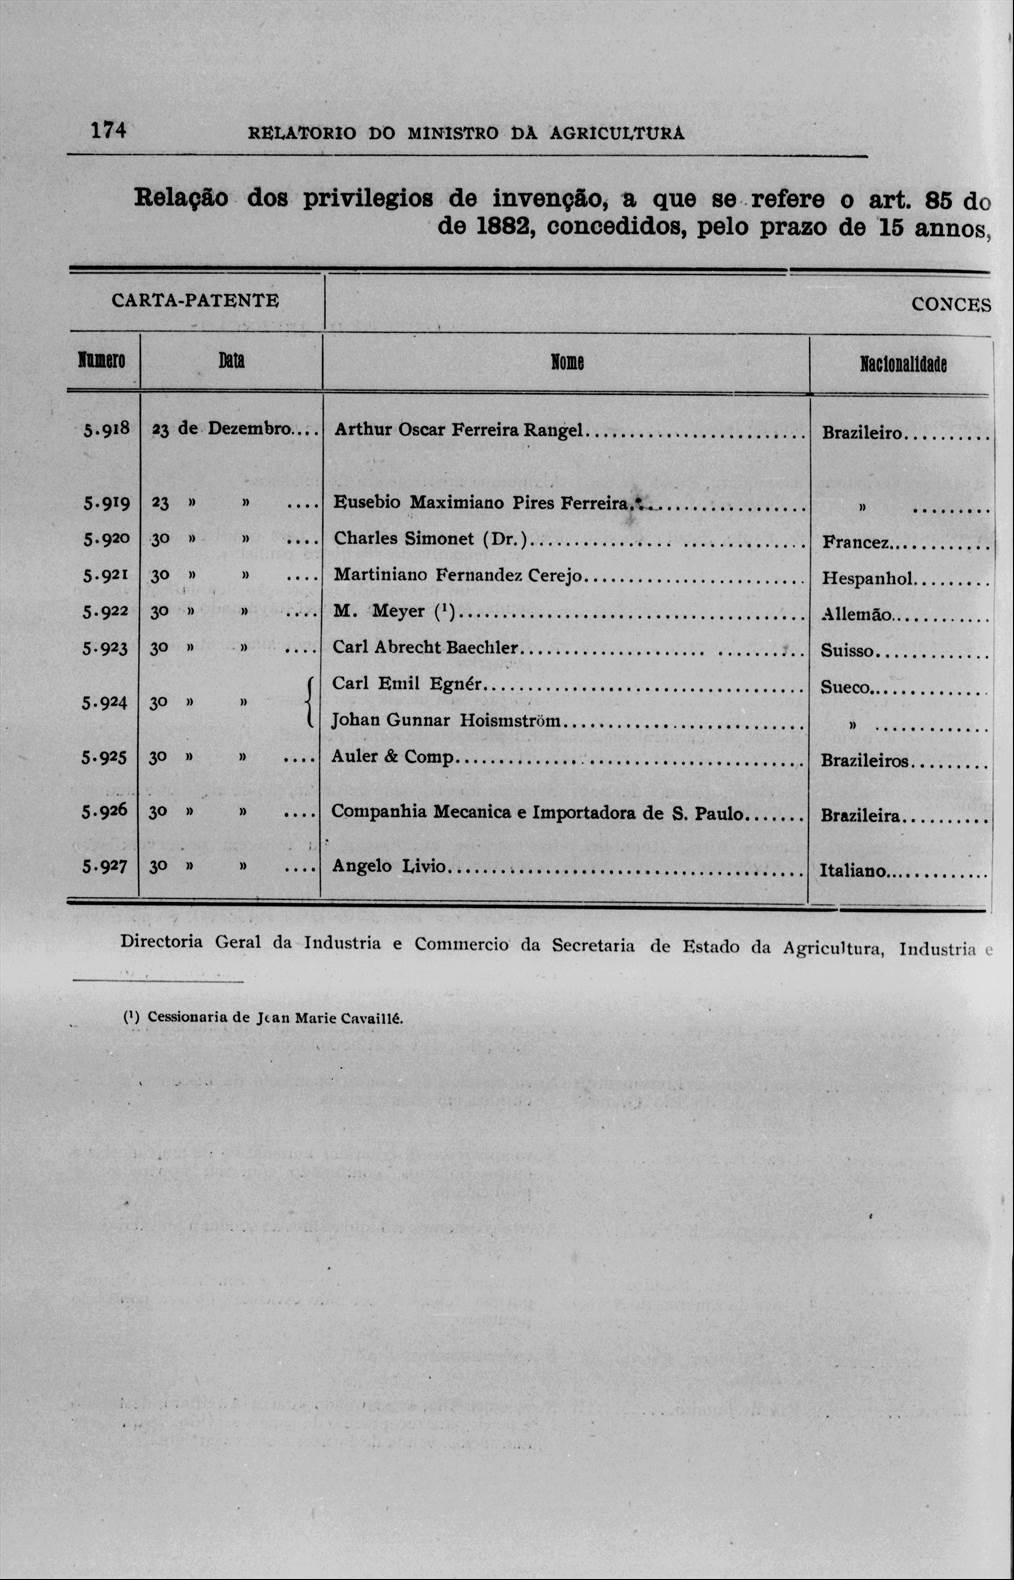 174 RELATORIO DO MINISTRO DA AGRICULTURA
Relação dos privilegios de invenção, a que se refere o art. 85 do
de 1882, concedidos, pelo prazo de 15 annos,
CARTA-PATENTE CONCES
Numero Data Nome Nacionalidade
5.918 23 de Dezembro.... Arthur Oscar Ferreira Rangel........................ Brazileiro..........
5.919 23 » » .... Eusebio Maximiano Pires Ferreira.................. » .........
5.920 30 » » .... Charles Simonet (Dr.)............................ Francez............
5.921 30 » » .... Martiniano Fernandez Cerejo........................ Hespanhol.........
5.922 30 » » .... M. Meyer (¹)...................................... Allemão............
5.923 30 » » .... Carl Abrecht Baechler.............................. Suisso.............
5.924 30 » » { Carl Emil Egnér.................................... Sueco.............
Johan Gunnar Hoismström.......................... » .............
5.925 30 » » .... Auler & Comp...................................... Brazileiros.........
5.926 30 » » .... Companhia Mecanica e Importadora de S. Paulo....... Brazileira..........
5.927 30 » » .... Angelo Livio....................................... Italiano............
Directoria Geral da Industria e Commercio da Secretaria de Estado da Agricultura, Industria e
(¹) Cessionaria de Jean Marie Cavaillé.